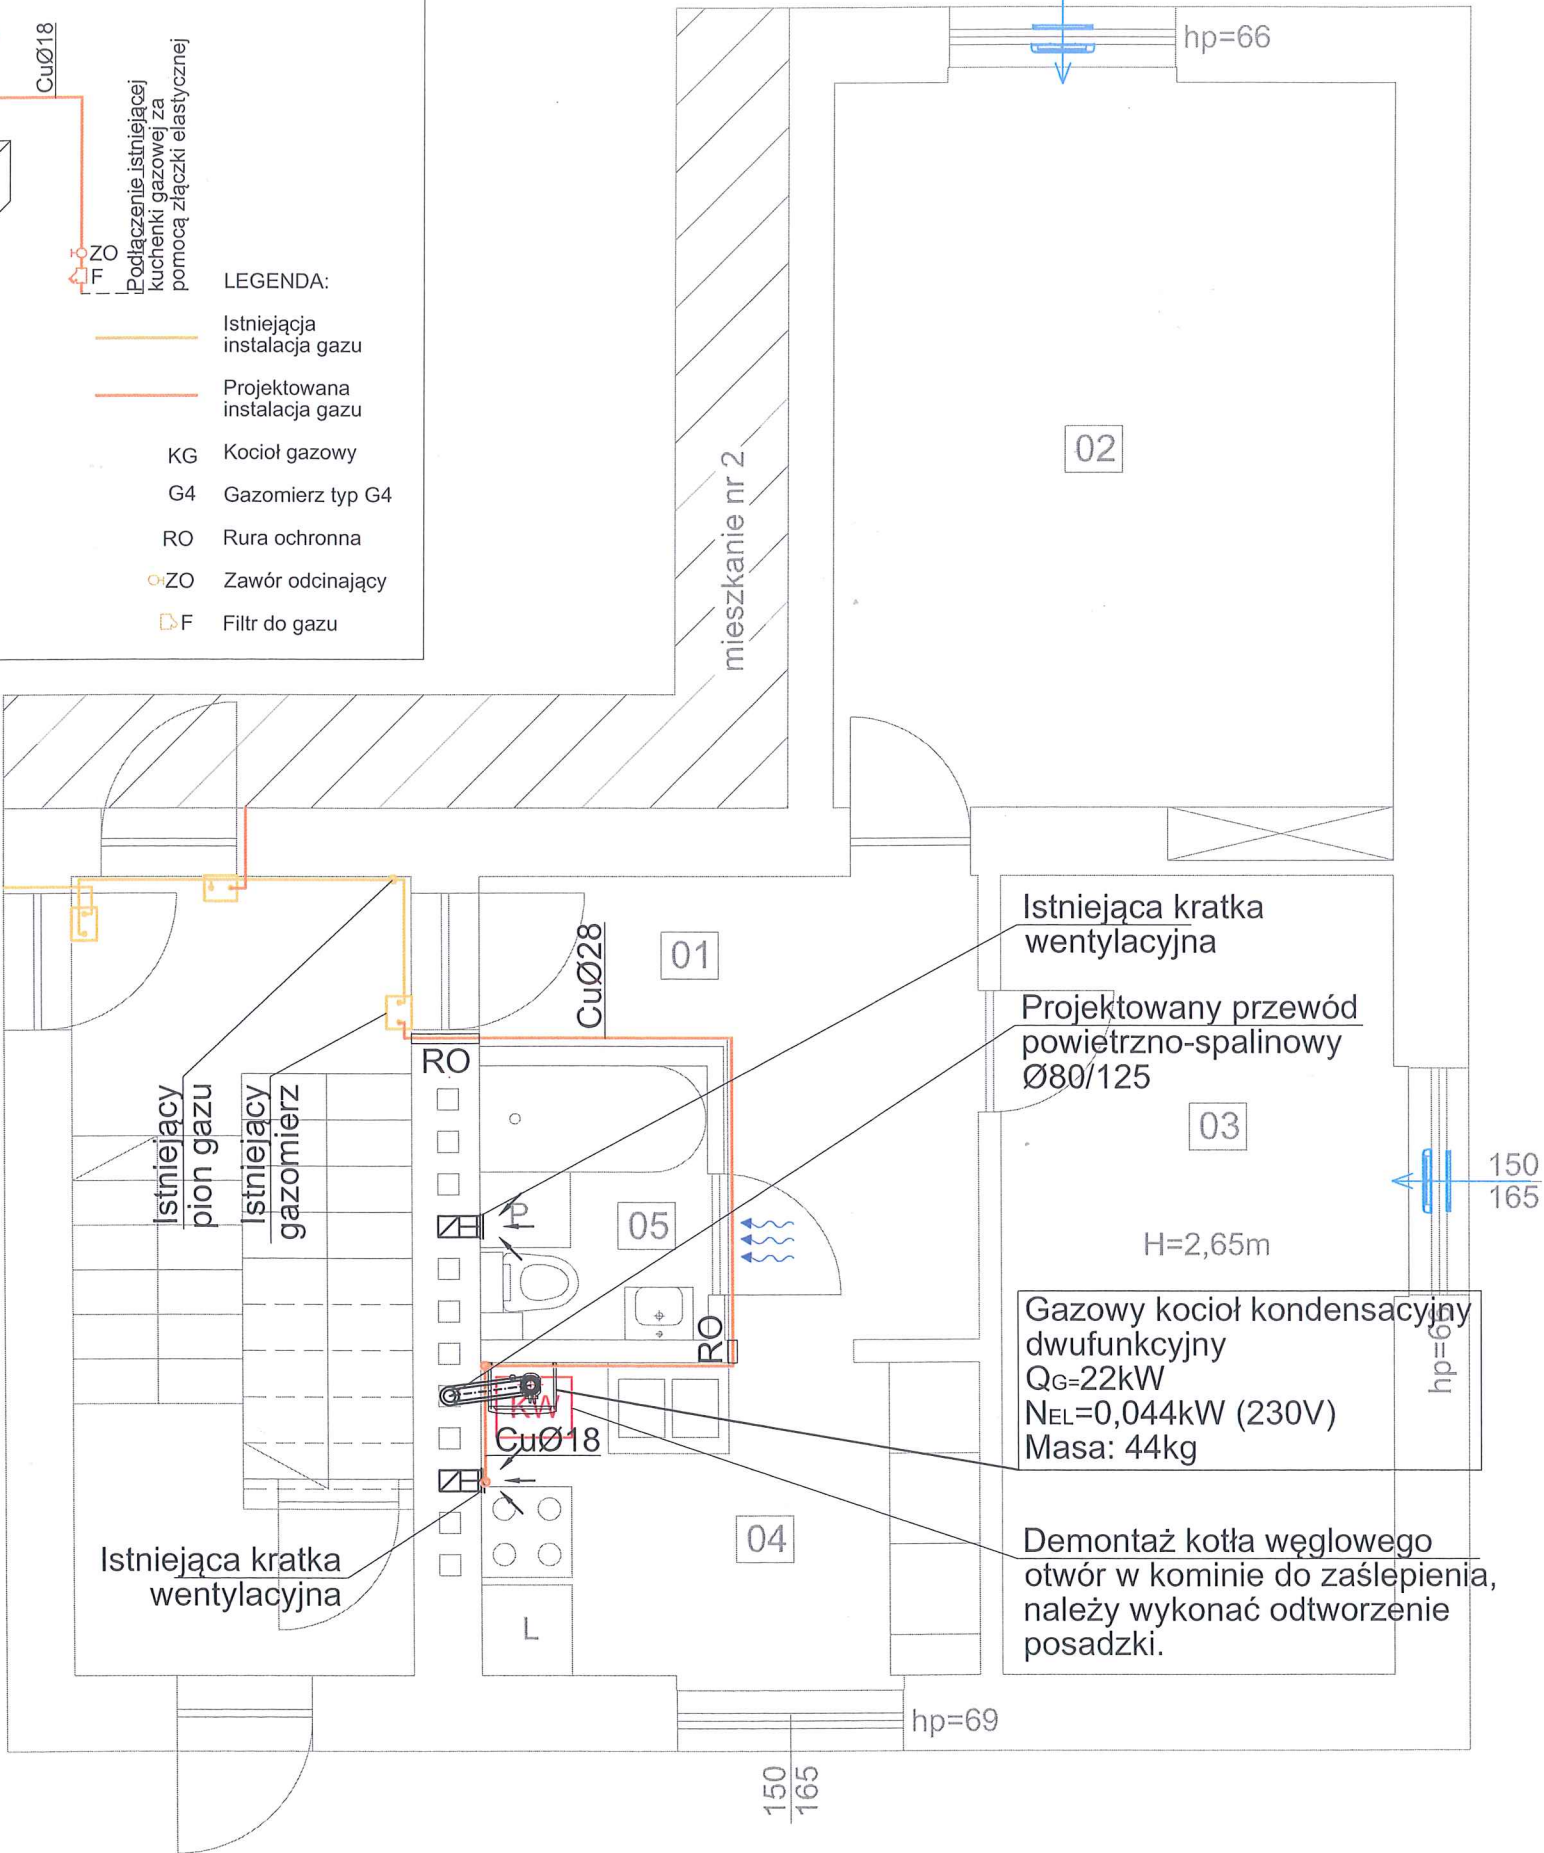 CuØ18
Podłączenie istniejącej
kuchenki gazowej za
pomocą złączki elastycznej
ZO
F
LEGENDA:
Istniejącja
instalacja gazu
Projektowana
instalacja gazu
KG Kocioł gazowy
G4 Gazomierz typ G4
RO Rura ochronna
ZO Zawór odcinający
F Filtr do gazu
hp=66
02
mieszkanie nr 2
01
CuØ28
RO
Istniejący
pion gazu
Istniejący
gazomierz
Istniejąca kratka
wentylacyjna
Projektowany przewód
powietrzno-spalinowy
Ø80/125
03
150
165
H=2,65m
hp=66
P
05
RO
Gazowy kocioł kondensacyjny
dwufunkcyjny
QG=22kW
NEL=0,044kW (230V)
Masa: 44kg
KW
CuØ18
04
Istniejąca kratka
wentylacyjna
L
Demontaż kotła węglowego
otwór w kominie do zaślepienia,
należy wykonać odtworzenie
posadzki.
hp=69
150
165